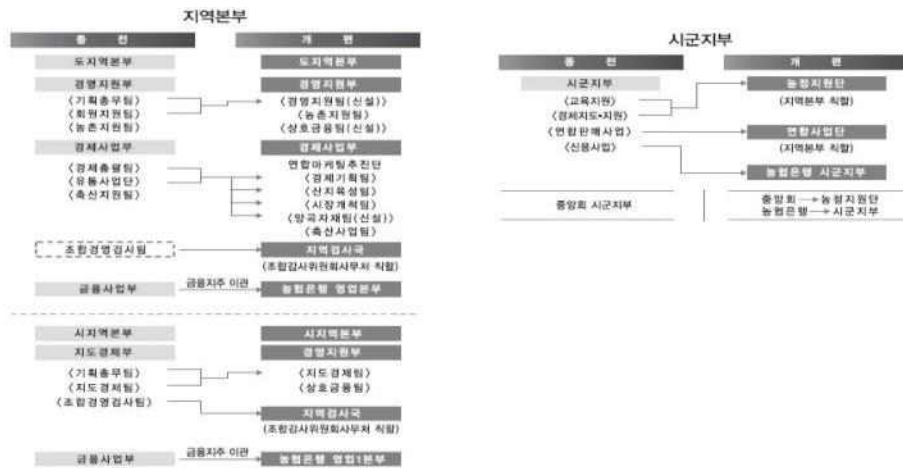 지역본부
종 전 개 편
도지역본부 도지역본부
경영지원부 경영지원부
<기획총무팀> <경영지원팀(신설)>
<회원지원팀> <농촌지원팀>
<농촌지원팀> <상호금융팀(신설)>
경제사업부 경제사업부
연합마케팅추진단
<경제총괄팀> <경제기획팀>
<유통사업단> <산지육성팀>
<축산지원팀> <시장개척팀>
<양곡자재팀(신설)>
<축산사업팀>
조합경영검사팀 지역검사국
(조합감사위원회사무처 직할)
금융사업부 금융지주 이관 농협은행 영업본부
시지역본부 시지역본부
지도경제부 경영지원부
<기획총무팀> <지도경제팀>
<지도경제팀> <상호금융팀>
<조합경영검사팀>
지역검사국
(조합감사위원회사무처 직할)
금융사업부 금융지주 이관 농협은행 영업1본부
시군지부
종 전 개 편
시군지부 농정지원단
<교육지원> (지역본부 직할)
<경제지도•지원>
<연합판매사업> 연합사업단
<신용사업> (지역본부 직할)
농협은행 시군지부
중앙회 시군지부 중앙회 → 농정지원단
농협은행 → 시군지부